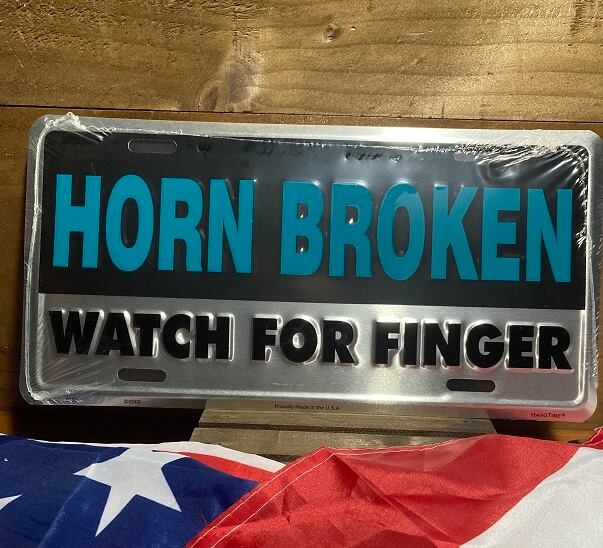 HORN BROKEN
WATCH FOR FINGER
©2000 Proudly Made in the U.S.A. HANGTIME®